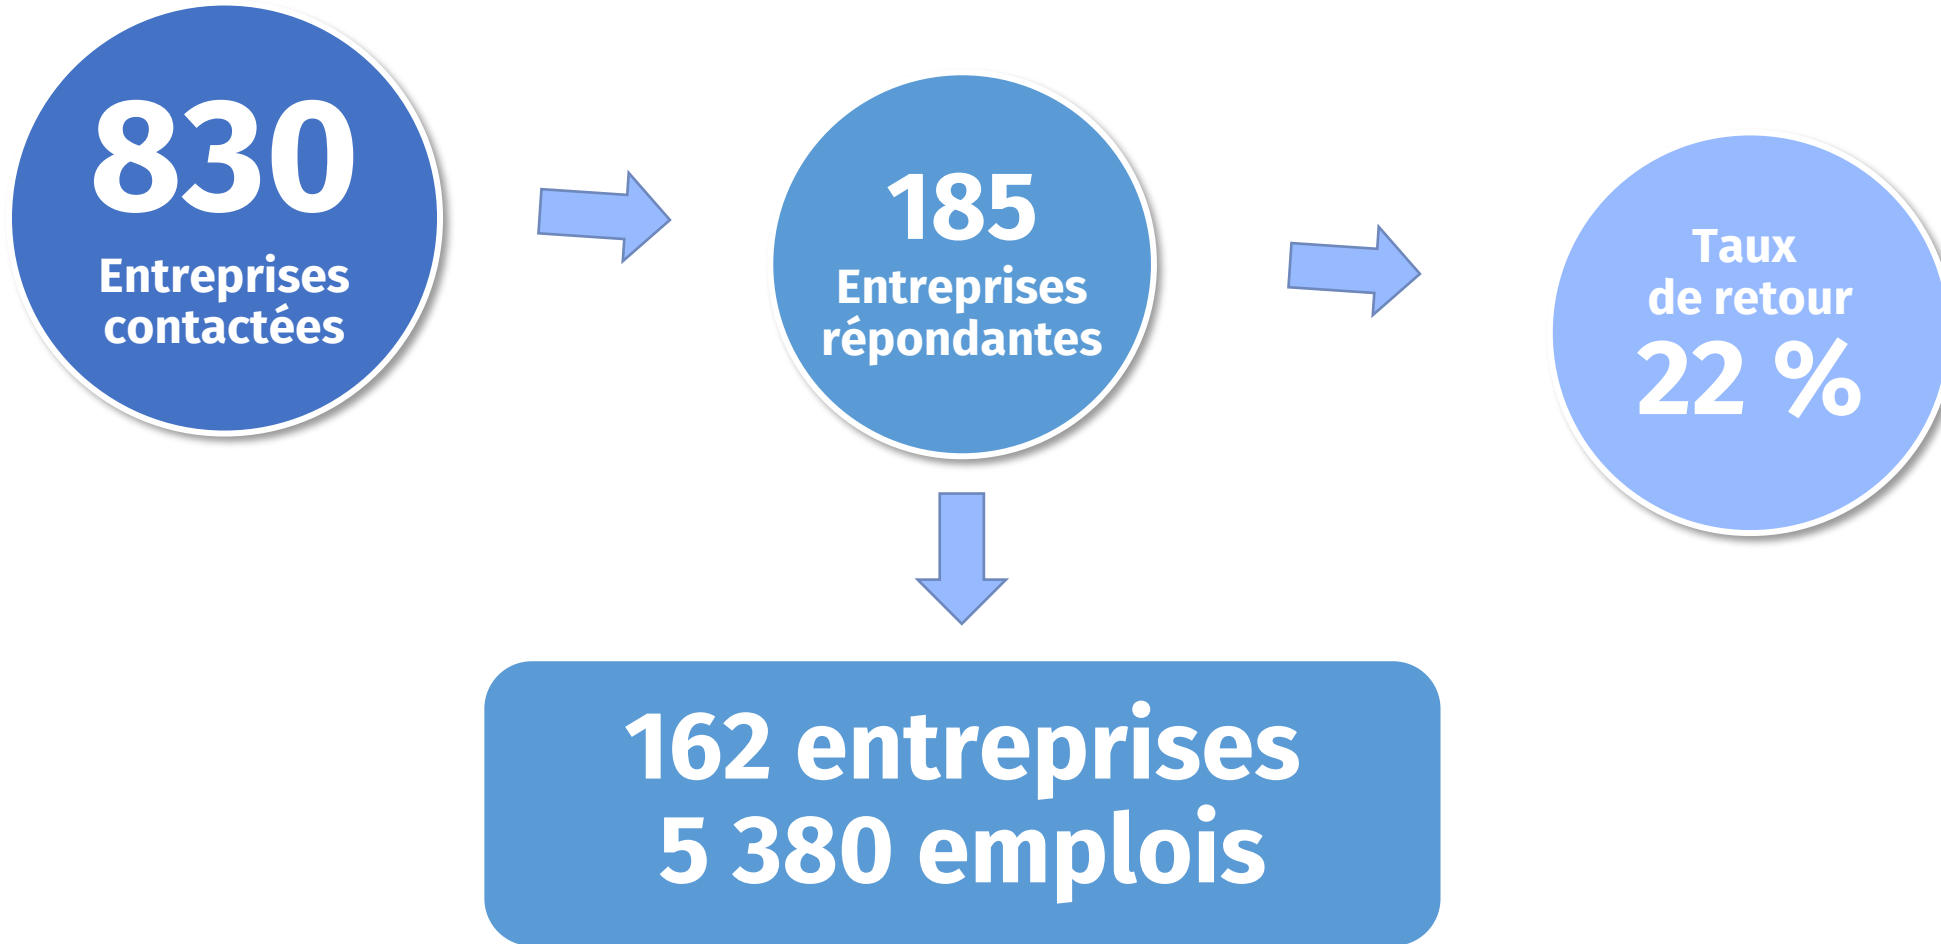 830
Entreprises
contactées
185
Entreprises
répondantes
Taux
de retour
22 %
162 entreprises
5 380 emplois